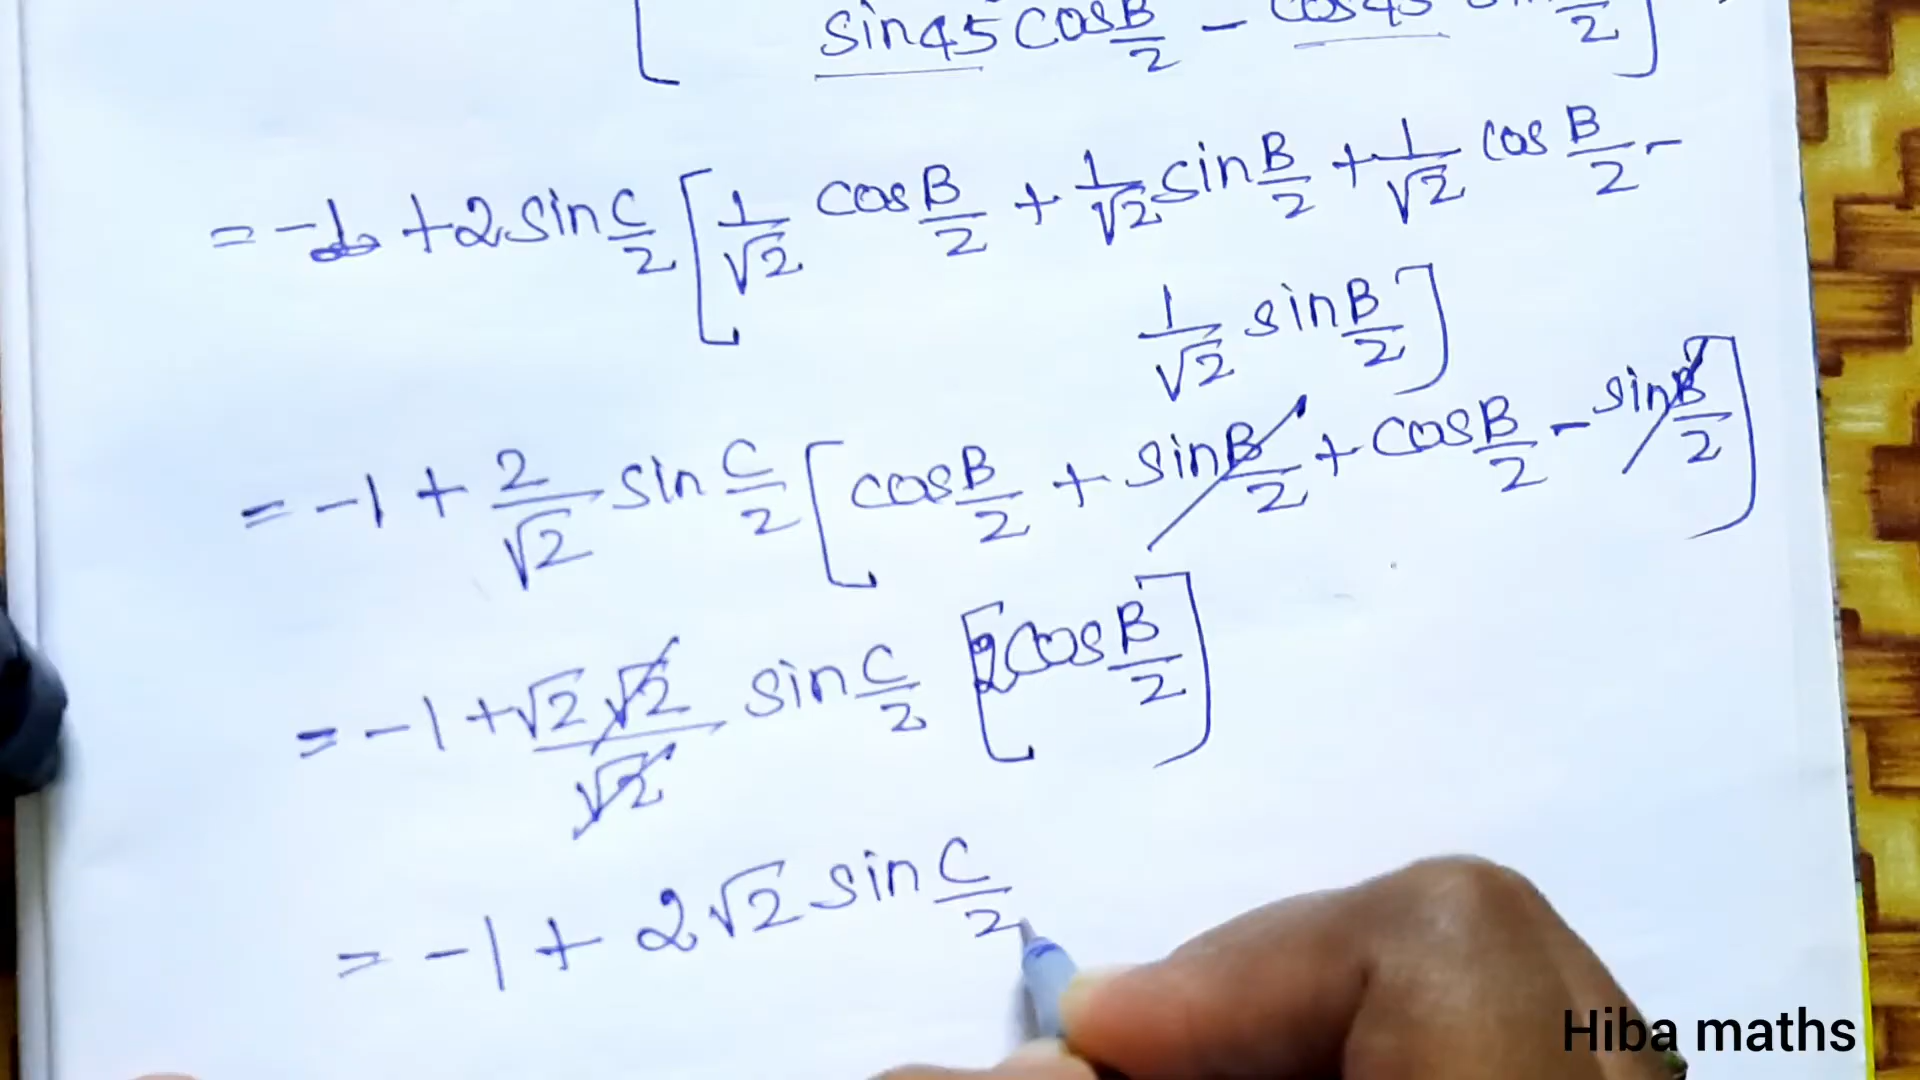 sin45 cos B/2 - cos45 sin B/2 ]
= -1 + 2 sin C/2 [ 1/√2 cos B/2 + 1/√2 sin B/2 + 1/√2 cos B/2 -
1/√2 sin B/2 ]
= -1 + 2/√2 sin C/2 [ cos B/2 + sin B/2 + cos B/2 - sin B/2 ]
= -1 + √2 √2/√2 sin C/2 [ 2 cos B/2 ]
= -1 + 2√2 sin C/2
Hiba maths